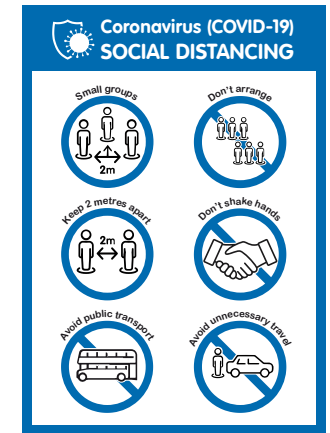 Coronavirus (COVID-19)
SOCIAL DISTANCING
Small groups
2m
Don't arrange
Keep 2 metres apart
2m
Don't shake hands
Avoid public transport
Avoid unnecessary travel